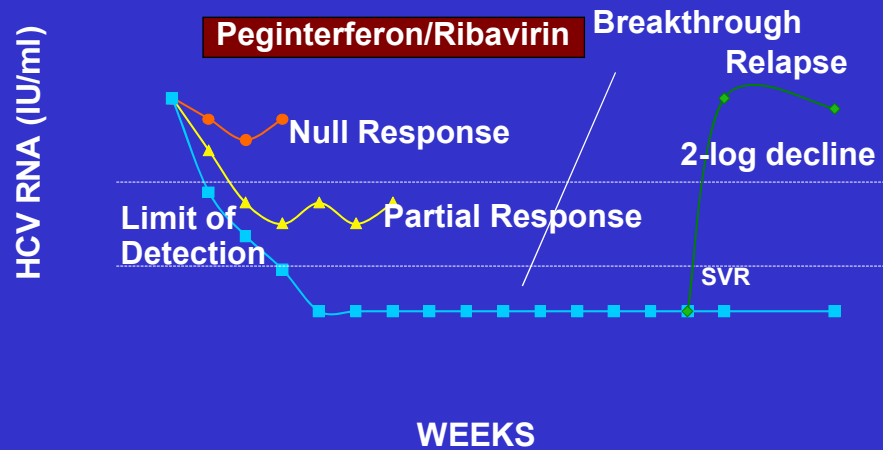 Peginterferon/Ribavirin
Breakthrough
Relapse
HCV RNA (IU/ml)
Null Response
2-log decline
Limit of
Detection
Partial Response
SVR
WEEKS